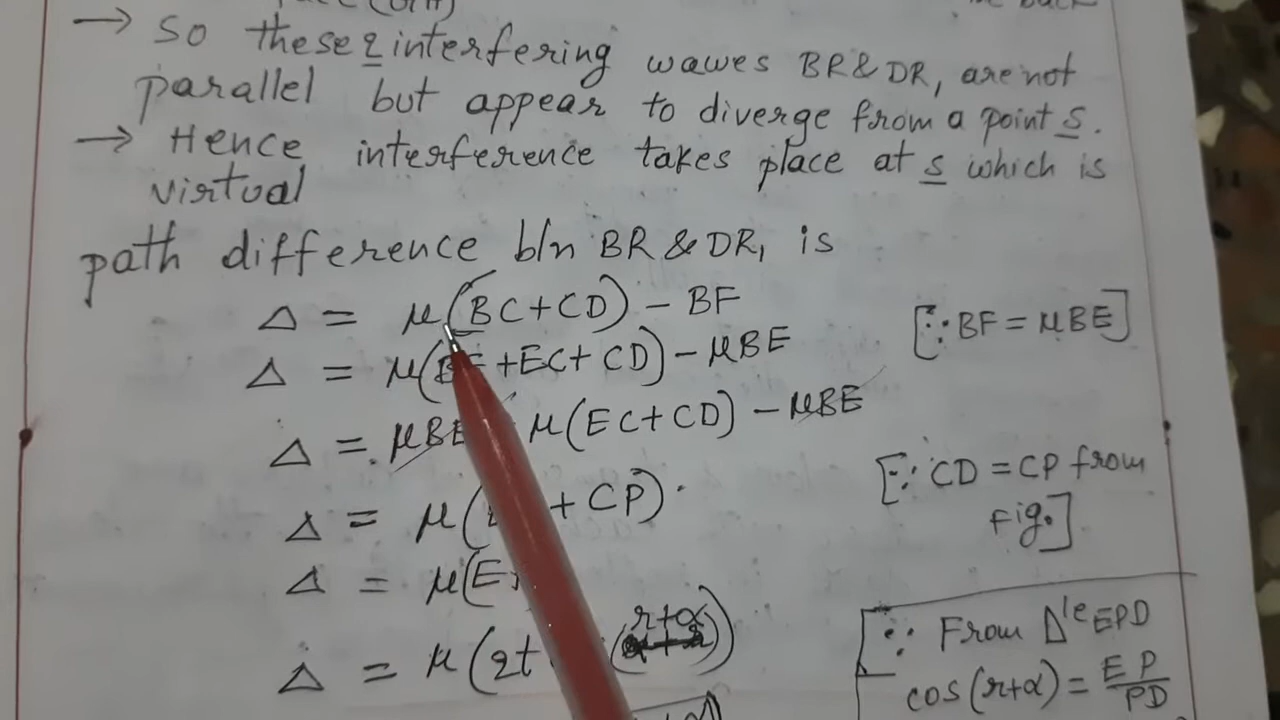 → so these 2 interfering wawes BR & DR, are not
parallel but appear to diverge from a point s.
→ Hence interference takes place at s which is
virtual
path difference b/n BR & DR, is
Δ = μ(BC+CD) - BF
[∵ BF = μBE]
Δ = μ(BE+EC+CD) - μBE
Δ = μBE μ(EC+CD) - μBE
Δ = μ( + CP)
[∵ CD = CP from
Fig.]
Δ = μ(E
Δ = μ(2t (r+α))
∵ From Δle EPD
cos(r+α) = EP/PD